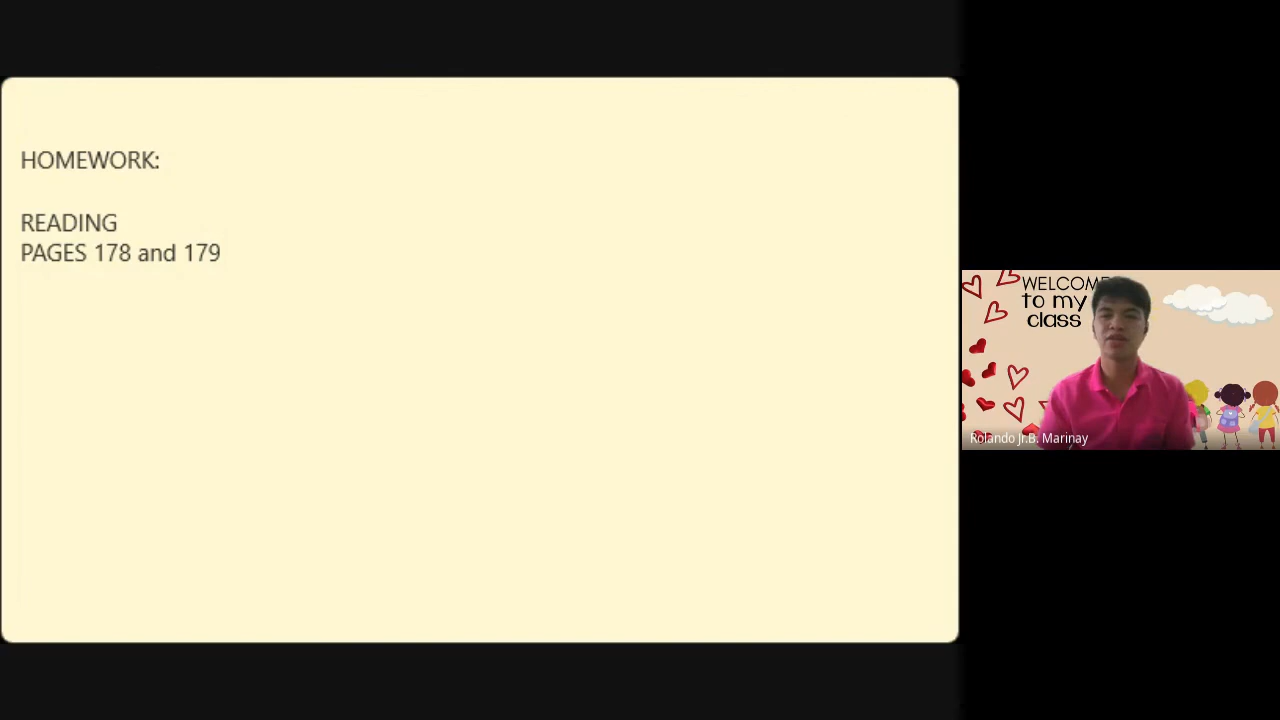 HOMEWORK:
READING
PAGES 178 and 179
WELCOME
to my
class
Rolando Jr.B. Marinay